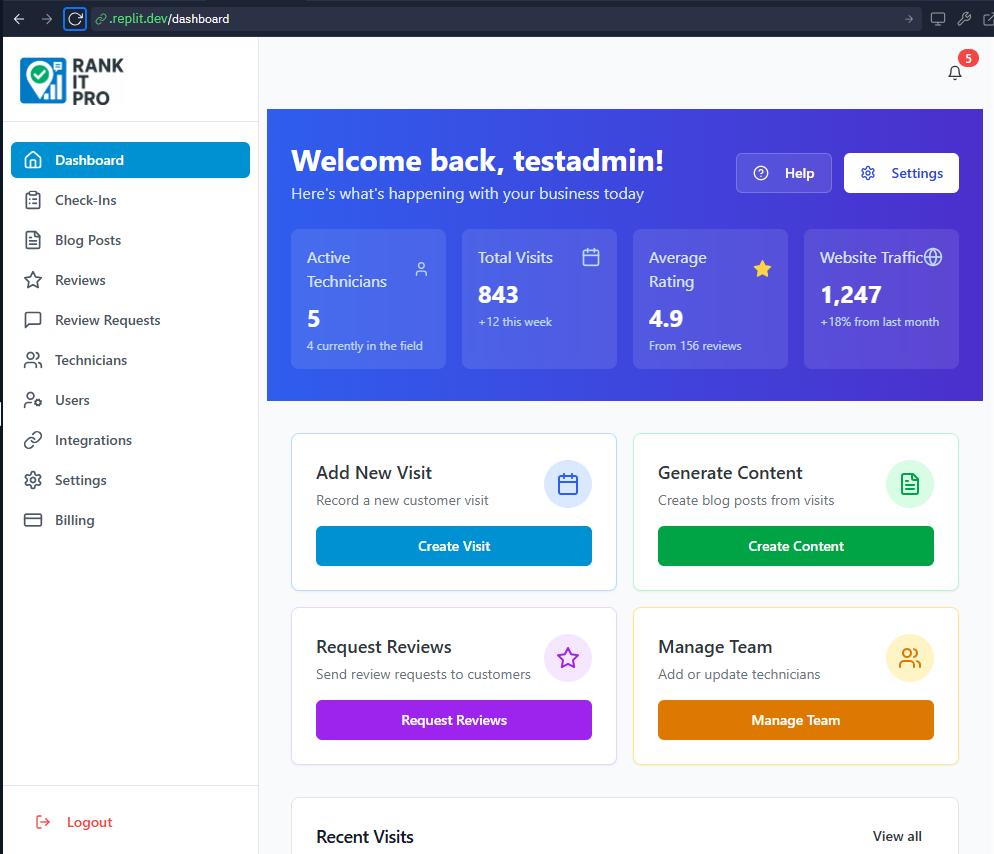 .replit.dev/dashboard
RANK
IT
PRO
5
Dashboard
Check-Ins
Blog Posts
Reviews
Review Requests
Technicians
Users
Integrations
Settings
Billing
Logout
Welcome back, testadmin!
Here's what's happening with your business today
Help
Settings
Active
Technicians
5
4 currently in the field
Total Visits
843
+12 this week
Average
Rating
4.9
From 156 reviews
Website Traffic
1,247
+18% from last month
Add New Visit
Record a new customer visit
Create Visit
Generate Content
Create blog posts from visits
Create Content
Request Reviews
Send review requests to customers
Request Reviews
Manage Team
Add or update technicians
Manage Team
Recent Visits
View all